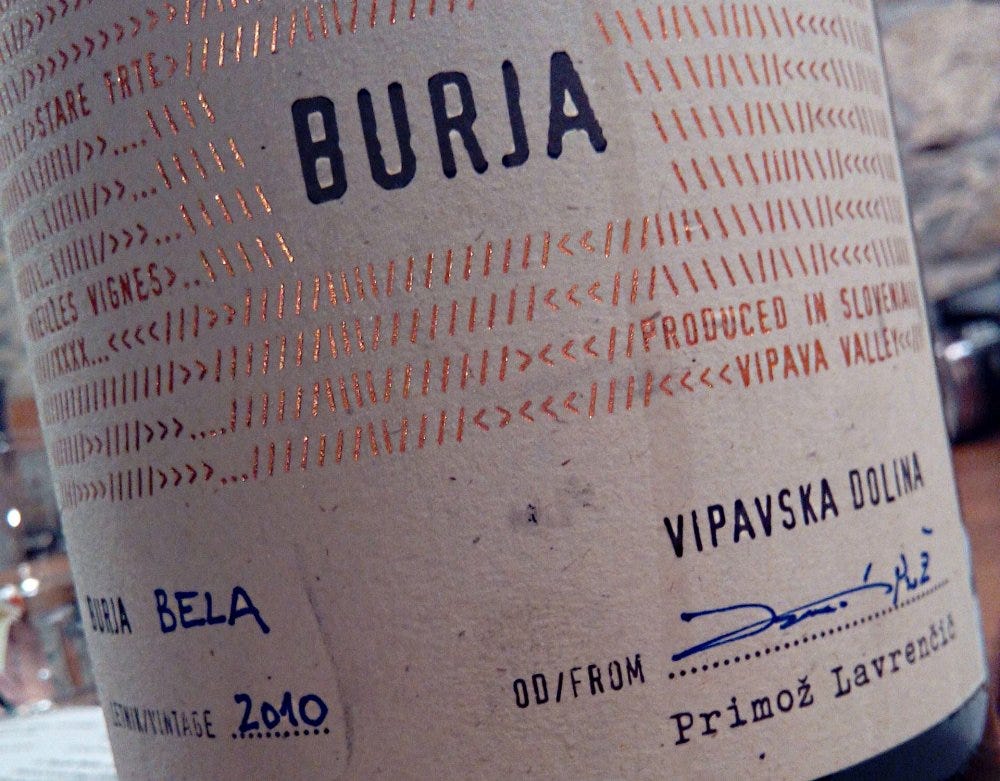 STARE TRTE
BURJA
VIEILLES VIGNES
PRODUCED IN SLOVENIA
VIPAVA VALLEY
VIPAVSKA DOLINA
BURJA BELA
OD/FROM
LETNIK/VINTAGE 2010
Primož Lavrenčič